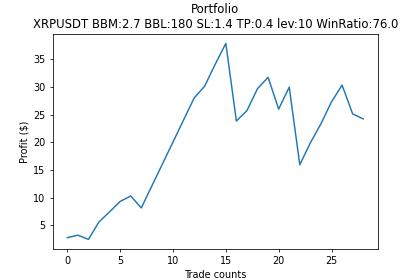 Portfolio
XRPUSDT BBM:2.7 BBL:180 SL:1.4 TP:0.4 lev:10 WinRatio:76.0
Profit ($)
35
30
25
20
15
10
5
0 5 10 15 20 25
Trade counts